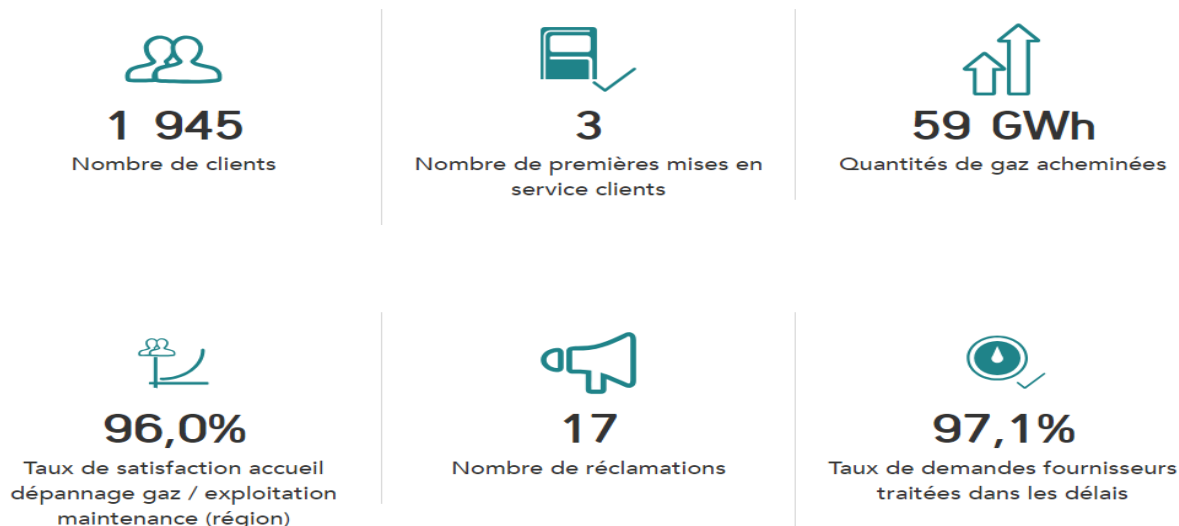 1 945
Nombre de clients
3
Nombre de premières mises en
service clients
59 GWh
Quantités de gaz acheminées
96,0%
Taux de satisfaction accueil
dépannage gaz / exploitation
maintenance (région)
17
Nombre de réclamations
97,1%
Taux de demandes fournisseurs
traitées dans les délais